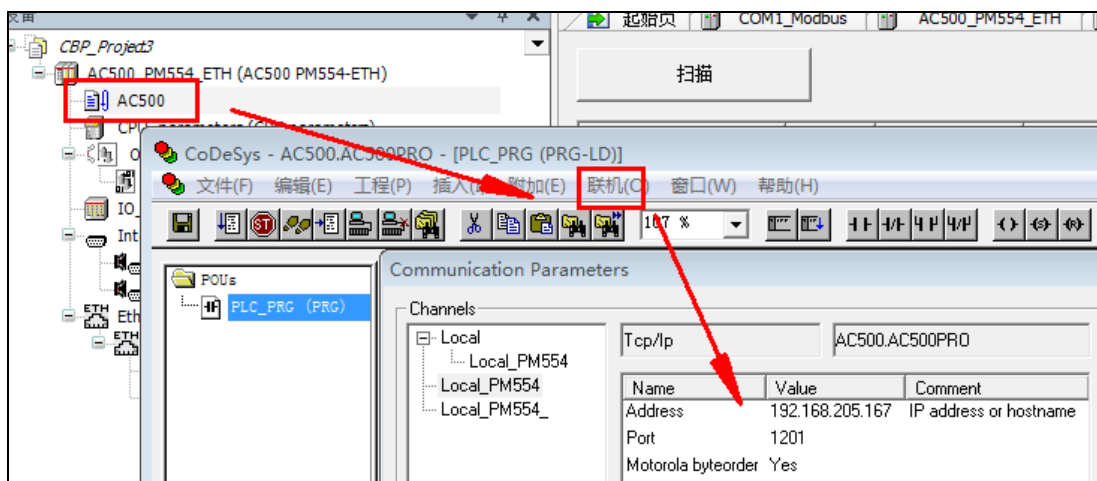 起始页 COM1_Modbus AC500_PM554_ETH
CBP_Project3
AC500_PM554_ETH (AC500 PM554-ETH)
扫描
AC500
CoDeSys - AC500.AC500PRO - [PLC_PRG (PRG-LD)]
文件(F) 编辑(E) 工程(P) 附加(E) 联机(O) 窗口(W) 帮助(H)
IO_
Int
ETH Eth
ETH
%
POUs
PLC_PRG (PRG)
Communication Parameters
Channels
Local
Local_PM554
Local_PM554
Local_PM554_
Tcp/Ip AC500.AC500PRO
Name Value Comment
Address 192.168.205.167 IP address or hostname
Port 1201
Motorola byteorder Yes